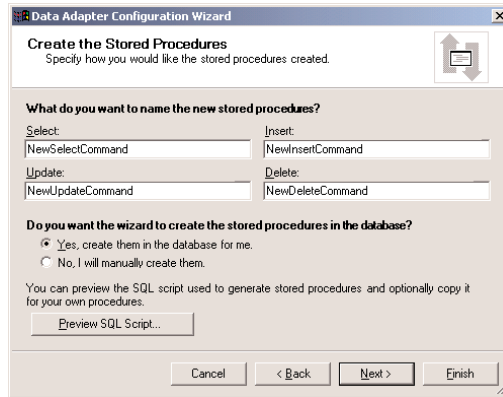 Data Adapter Configuration Wizard
Create the Stored Procedures
Specify how you would like the stored procedures created.
What do you want to name the new stored procedures?
Select: Insert:
NewSelectCommand NewInsertCommand
Update: Delete:
NewUpdateCommand NewDeleteCommand
Do you want the wizard to create the stored procedures in the database?
Yes, create them in the database for me.
No, I will manually create them.
You can preview the SQL script used to generate stored procedures and optionally copy it
for your own procedures.
Preview SQL Script...
Cancel < Back Next > Finish